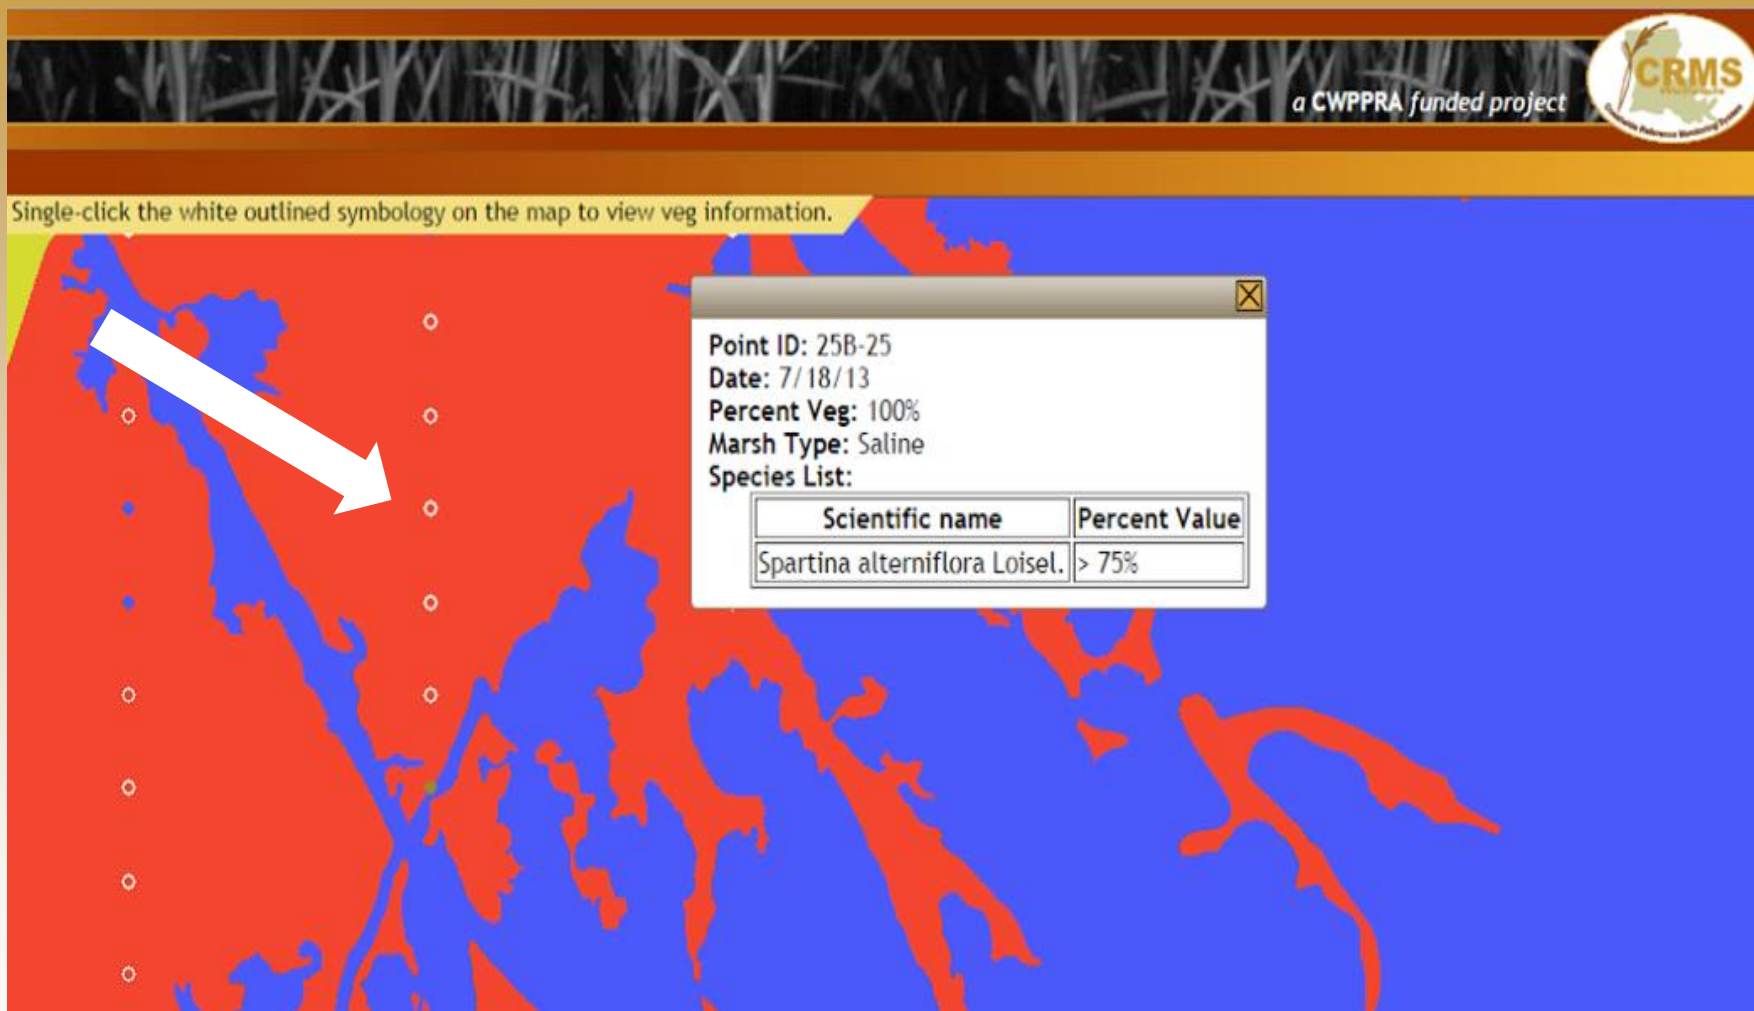 a CWPPRA funded project
CRMS
Single-click the white outlined symbology on the map to view veg information.
Point ID: 25B-25
Date: 7/18/13
Percent Veg: 100%
Marsh Type: Saline
Species List:
Scientific name Percent Value
Spartina alterniflora Loisel. > 75%